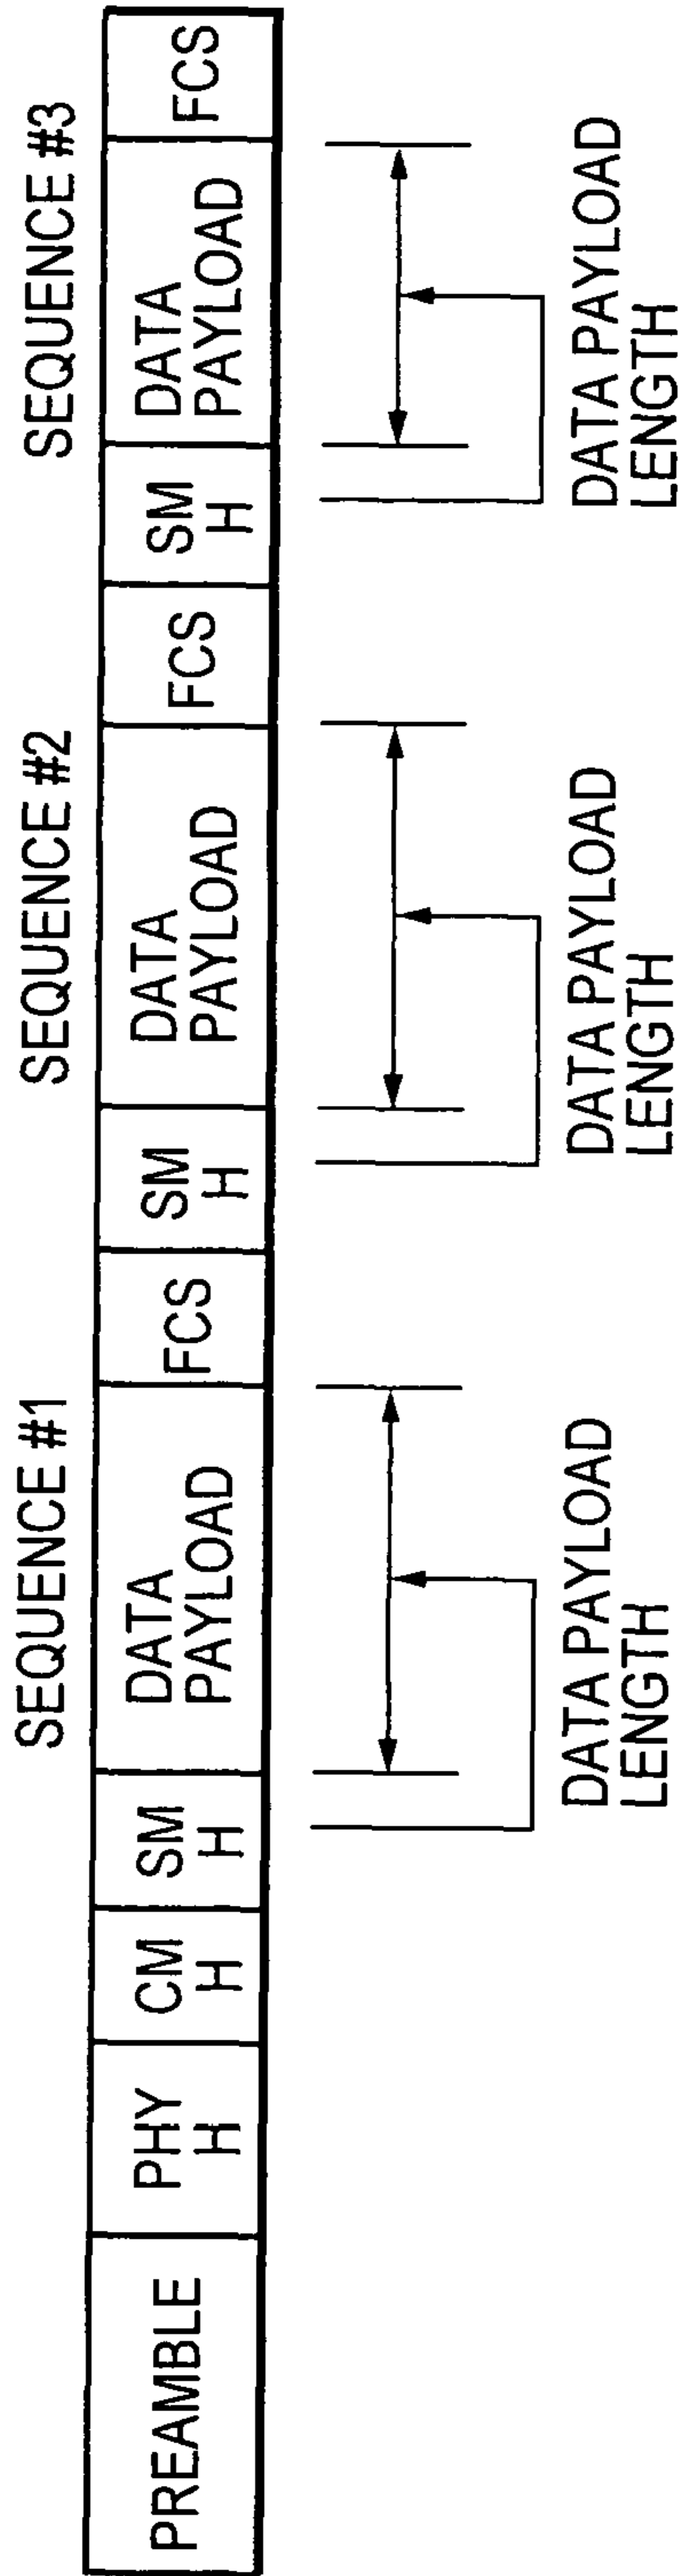 SEQUENCE #1
SEQUENCE #2
SEQUENCE #3
PREAMBLE
PHY
H
CM
H
SM
H
DATA
PAYLOAD
FCS
SM
H
DATA
PAYLOAD
FCS
SM
H
DATA
PAYLOAD
FCS
DATA PAYLOAD
LENGTH
DATA PAYLOAD
LENGTH
DATA PAYLOAD
LENGTH